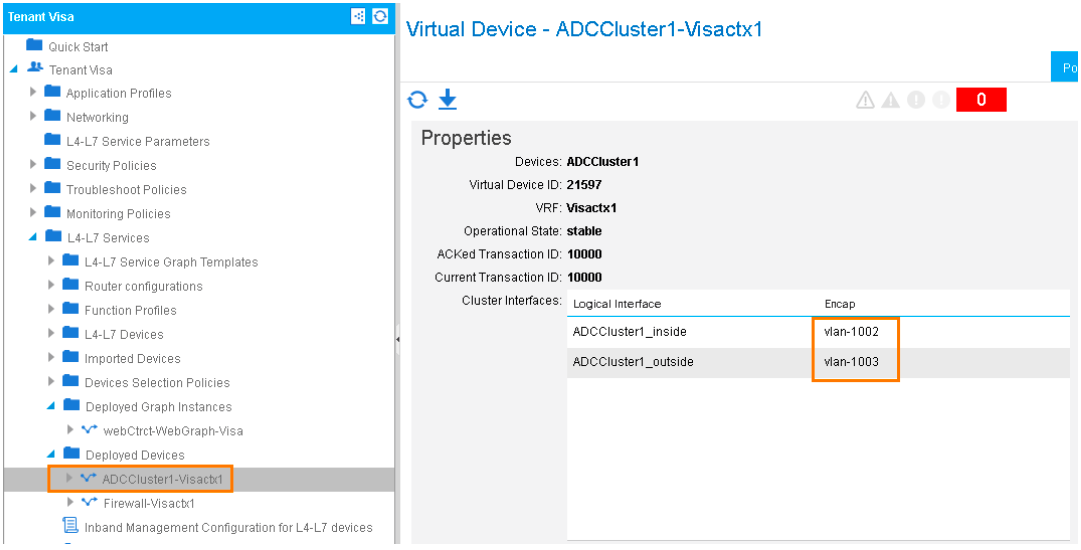 Tenant Visa
Quick Start
Tenant Visa
Application Profiles
Networking
L4-L7 Service Parameters
Security Policies
Troubleshoot Policies
Monitoring Policies
L4-L7 Services
L4-L7 Service Graph Templates
Router configurations
Function Profiles
L4-L7 Devices
Imported Devices
Devices Selection Policies
Deployed Graph Instances
webCtrct-WebGraph-Visa
Deployed Devices
ADCCluster1-Visactx1
Firewall-Visactx1
Inband Management Configuration for L4-L7 devices
Virtual Device - ADCCluster1-Visactx1
Po
0
Properties
Devices: ADCCluster1
Virtual Device ID: 21597
VRF: Visactx1
Operational State: stable
ACKed Transaction ID: 10000
Current Transaction ID: 10000
Cluster Interfaces: Logical Interface Encap
ADCCluster1_inside vlan-1002
ADCCluster1_outside vlan-1003